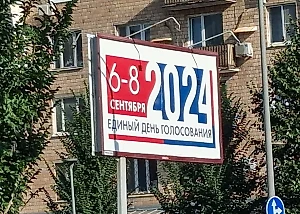 6-8 2024
СЕНТЯБРЯ
ЕДИНЫЙ ДЕНЬ ГОЛОСОВАНИЯ